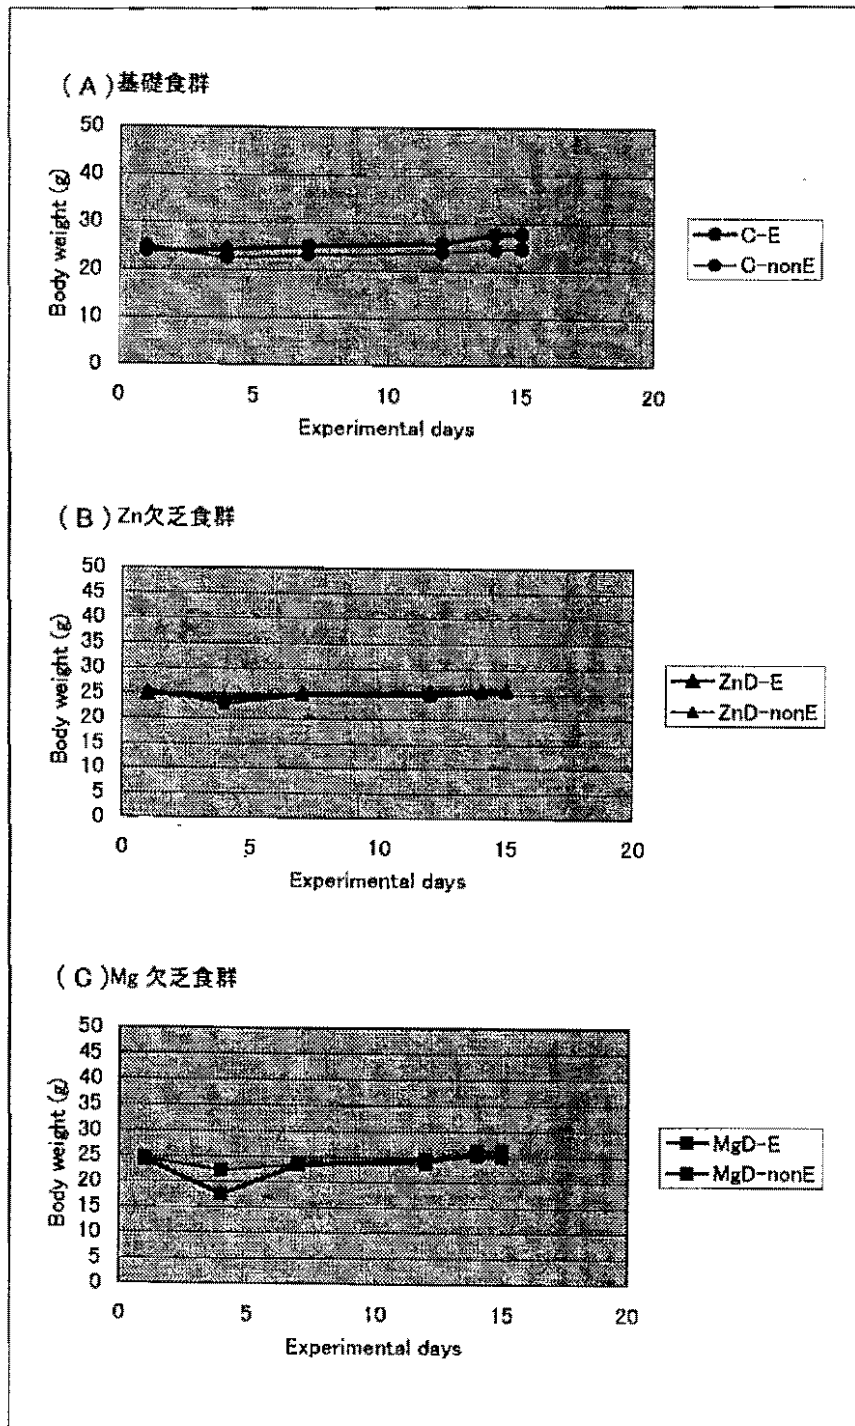 (A)基礎食群
50
40
30
20
10
0
Body weight (g)
0 5 10 15 20
Experimental days
C-E
C-nonE
(B)Zn欠乏食群
50
45
40
35
30
25
20
15
10
5
0
Body weight (g)
0 5 10 15 20
Experimental days
ZnD-E
ZnD-nonE
(C)Mg 欠乏食群
50
45
40
35
30
25
20
15
10
5
0
Body weight (g)
0 5 10 15 20
Experimental days
MgD-E
MgD-nonE